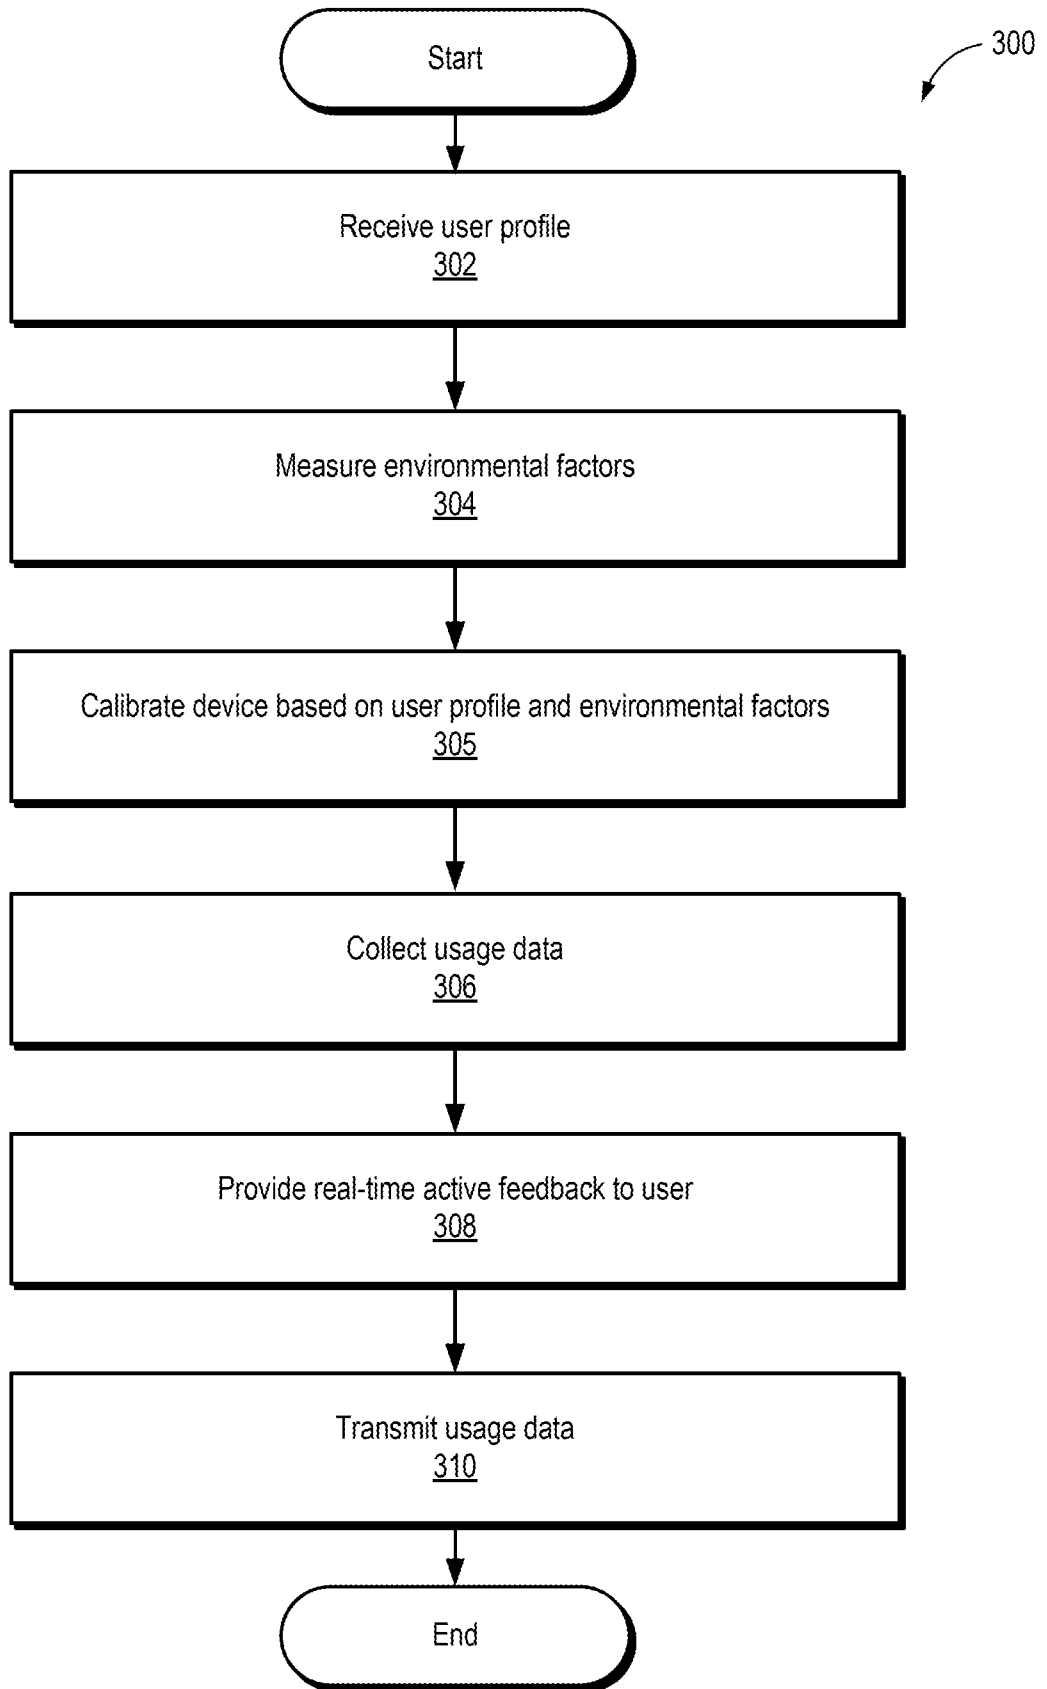 Start
300
Receive user profile
302
Measure environmental factors
304
Calibrate device based on user profile and environmental factors
305
Collect usage data
306
Provide real-time active feedback to user
308
Transmit usage data
310
End